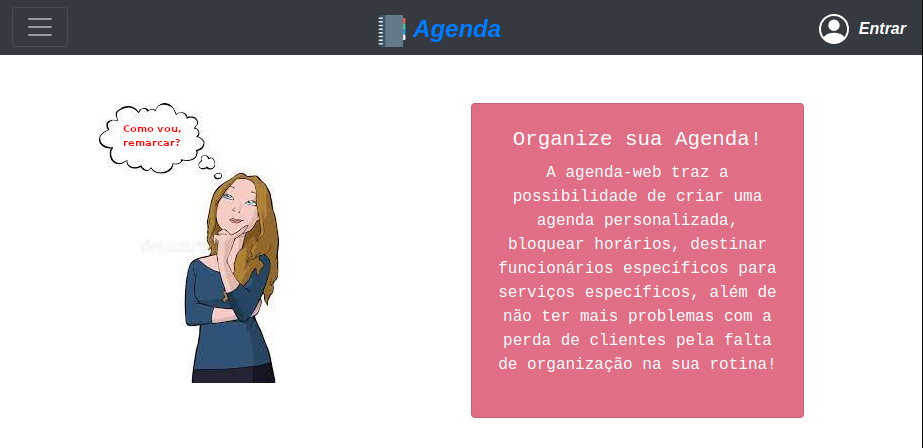 Agenda
Entrar
Como vou,
remarcar?
Organize sua Agenda!
A agenda-web traz a
possibilidade de criar uma
agenda personalizada,
bloquear horários, destinar
funcionários específicos para
serviços específicos, além de
não ter mais problemas com a
perda de clientes pela falta
de organização na sua rotina!